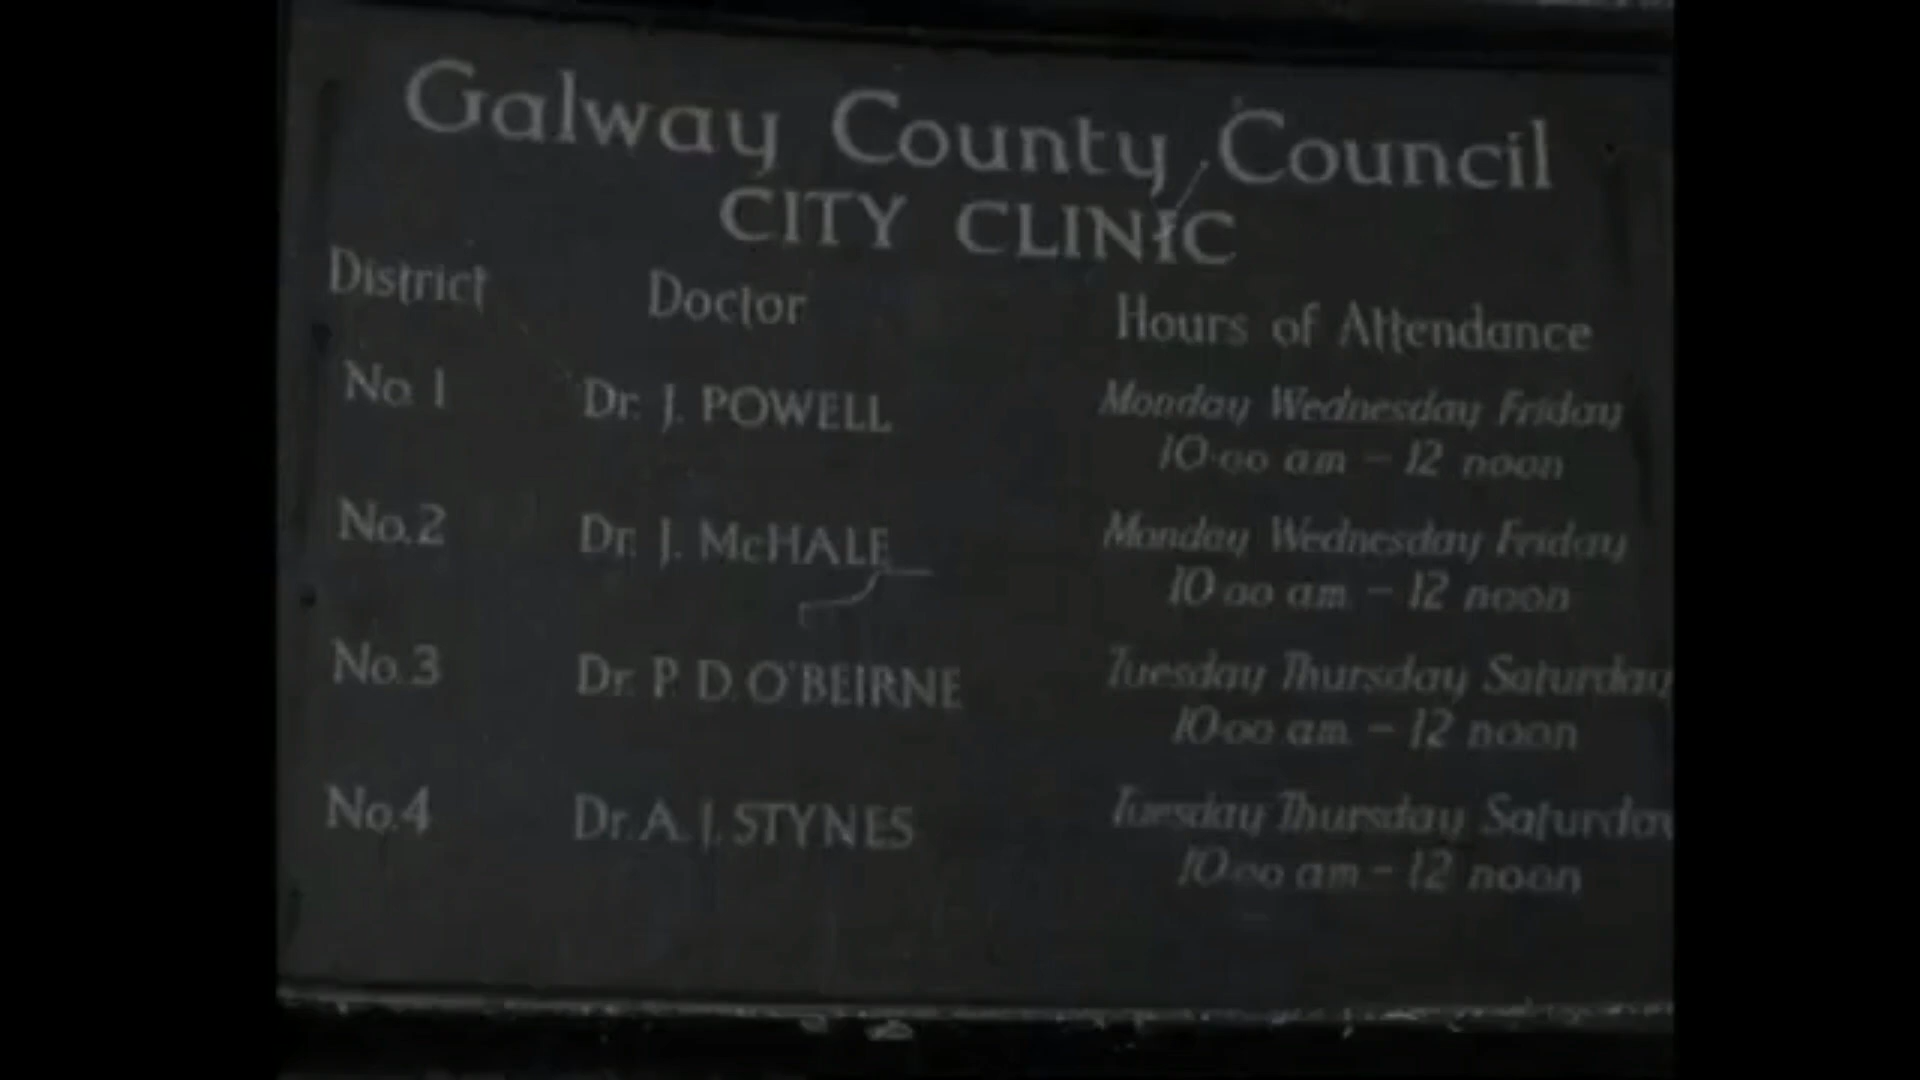 Galway County Council
CITY CLINIC
District Doctor Hours of Attendance
No. 1 Dr. J. POWELL Monday Wednesday Friday
10·00 am – 12 noon
No. 2 Dr. J. McHALE Monday Wednesday Friday
10 00 am – 12 noon
No. 3 Dr. P. D. O'BEIRNE Tuesday Thursday Saturday
10·00 am – 12 noon
No. 4 Dr. A. J. STYNES Tuesday Thursday Saturday
10·00 am – 12 noon